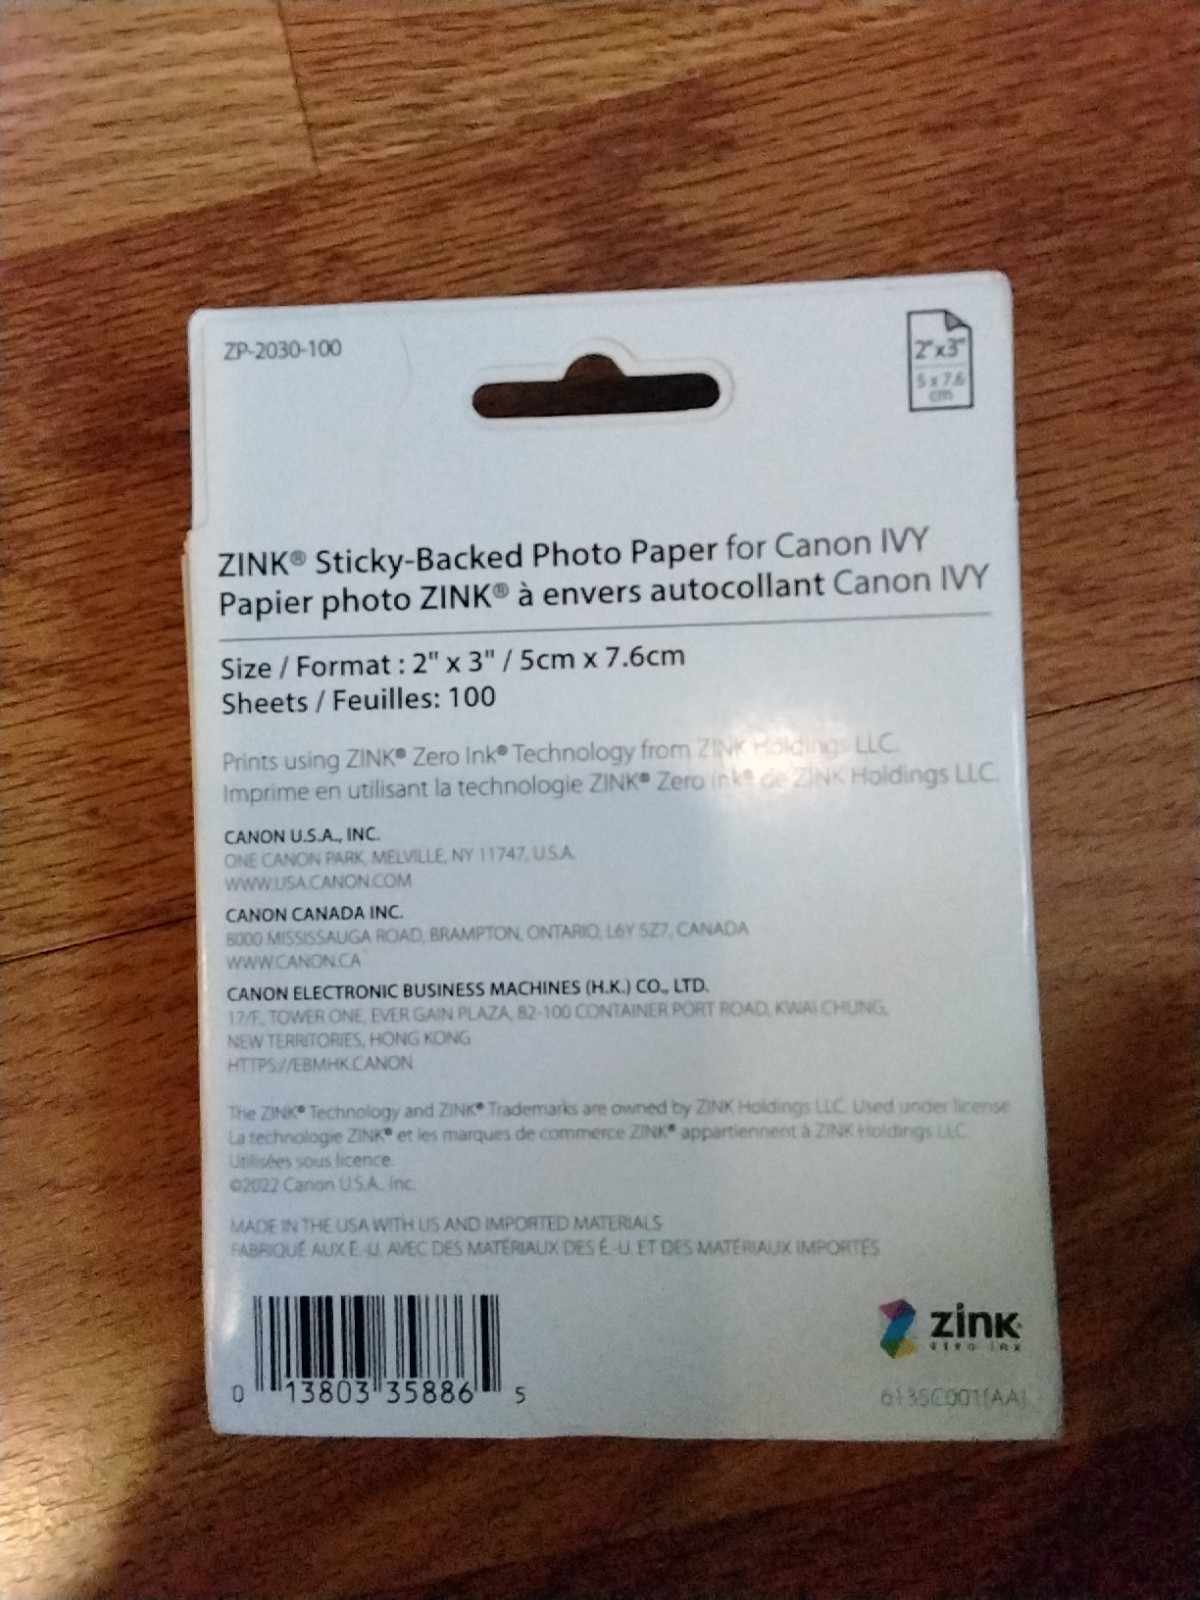 ZP-2030-100
2"x3"
5 x 7.6
cm
ZINK® Sticky-Backed Photo Paper for Canon IVY
Papier photo ZINK® à envers autocollant Canon IVY
Size / Format : 2" x 3" / 5cm x 7.6cm
Sheets / Feuilles: 100
Prints using ZINK® Zero Ink® Technology from ZINK Holdings LLC.
Imprime en utilisant la technologie ZINK® Zero Ink® de ZINK Holdings LLC.
CANON U.S.A., INC.
ONE CANON PARK, MELVILLE, NY 11747, U.S.A.
WWW.USA.CANON.COM
CANON CANADA INC.
8000 MISSISSAUGA ROAD, BRAMPTON, ONTARIO, L6Y 5Z7, CANADA
WWW.CANON.CA
CANON ELECTRONIC BUSINESS MACHINES (H.K.) CO., LTD.
17/F., TOWER ONE, EVER GAIN PLAZA, 82-100 CONTAINER PORT ROAD, KWAI CHUNG,
NEW TERRITORIES, HONG KONG
HTTPS://EBMHK.CANON
The ZINK® Technology and ZINK® Trademarks are owned by ZINK Holdings LLC. Used under license.
La technologie ZINK® et les marques de commerce ZINK® appartiennent à ZINK Holdings LLC.
Utilisées sous licence.
©2022 Canon U.S.A., Inc.
MADE IN THE USA WITH US AND IMPORTED MATERIALS
FABRIQUÉ AUX É.-U. AVEC DES MATÉRIAUX DES É.-U. ET DES MATÉRIAUX IMPORTÉS
0 13803 35886 5
zink
zero ink
6135C001(AA)